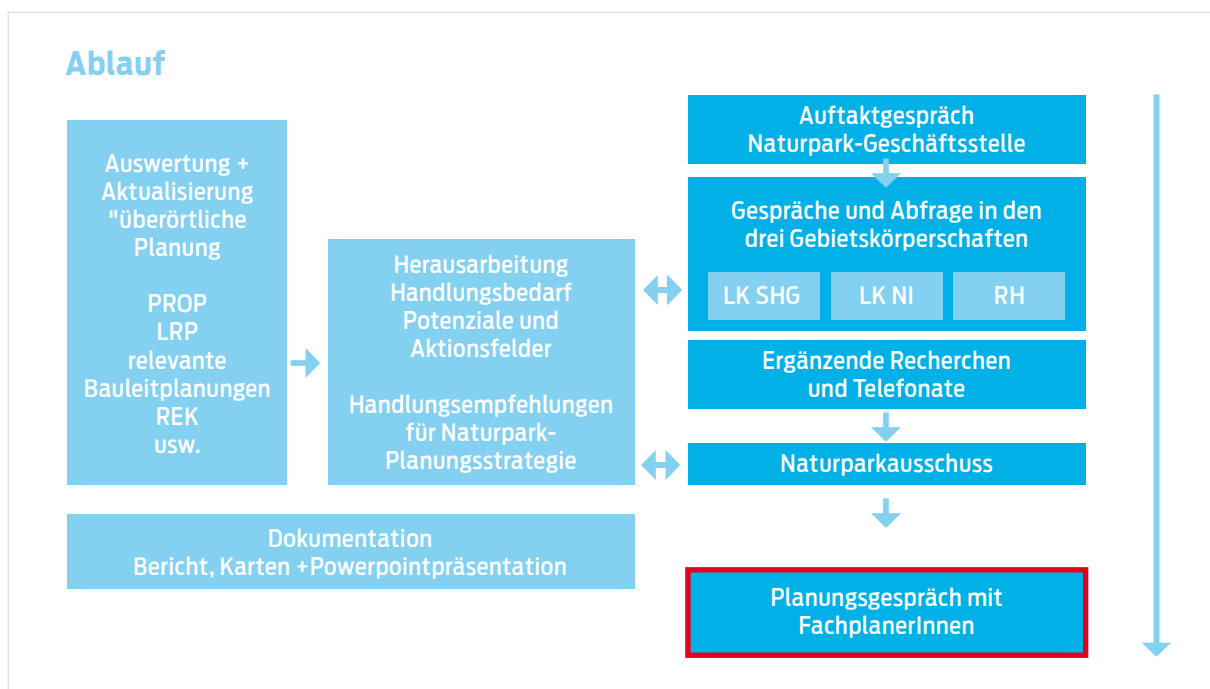 Ablauf
Auswertung +
Aktualisierung
"überörtliche
Planung
PROP
LRP
relevante
Bauleitplanungen
REK
usw.
Herausarbeitung
Handlungsbedarf
Potenziale und
Aktionsfelder
Handlungsempfehlungen
für Naturpark-
Planungsstrategie
Dokumentation
Bericht, Karten +Powerpointpräsentation
Auftaktgespräch
Naturpark-Geschäftsstelle
Gespräche und Abfrage in den
drei Gebietskörperschaften
LK SHG
LK NI
RH
Ergänzende Recherchen
und Telefonate
Naturparkausschuss
Planungsgespräch mit
FachplanerInnen